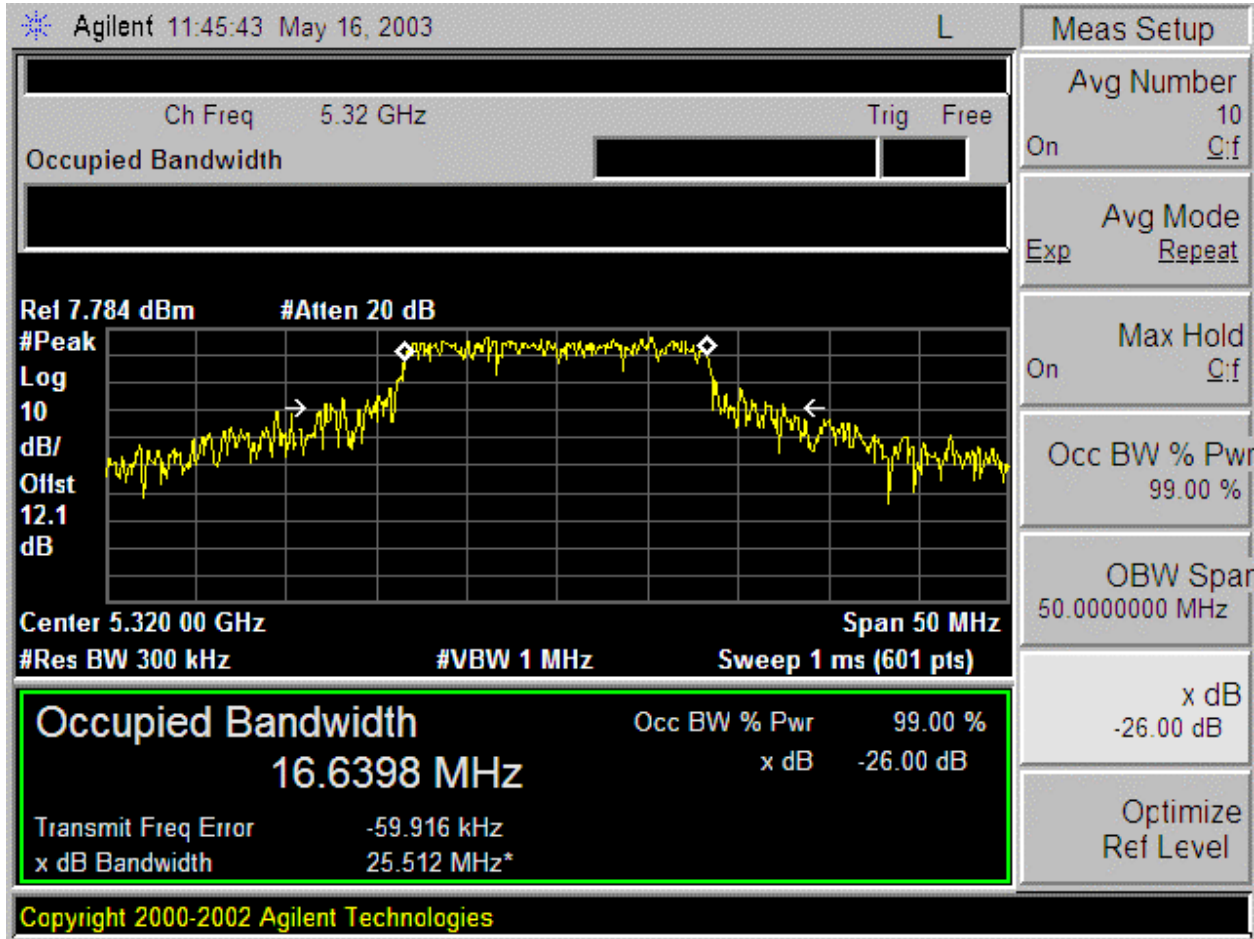 Agilent 11:45:43 May 16, 2003 L
Meas Setup
Ch Freq 5.32 GHz Trig Free
Occupied Bandwidth
Ref 7.784 dBm #Atten 20 dB
#Peak
Log
10
dB/
Offst
12.1
dB
Center 5.320 00 GHz Span 50 MHz
#Res BW 300 kHz #VBW 1 MHz Sweep 1 ms (601 pts)
Occupied Bandwidth
16.6398 MHz
Occ BW % Pwr 99.00 %
x dB -26.00 dB
Transmit Freq Error -59.916 kHz
x dB Bandwidth 25.512 MHz*
Copyright 2000-2002 Agilent Technologies
Avg Number
10
On Off
Avg Mode
Exp Repeat
Max Hold
On Off
Occ BW % Pwr
99.00 %
OBW Span
50.0000000 MHz
x dB
-26.00 dB
Optimize
Ref Level